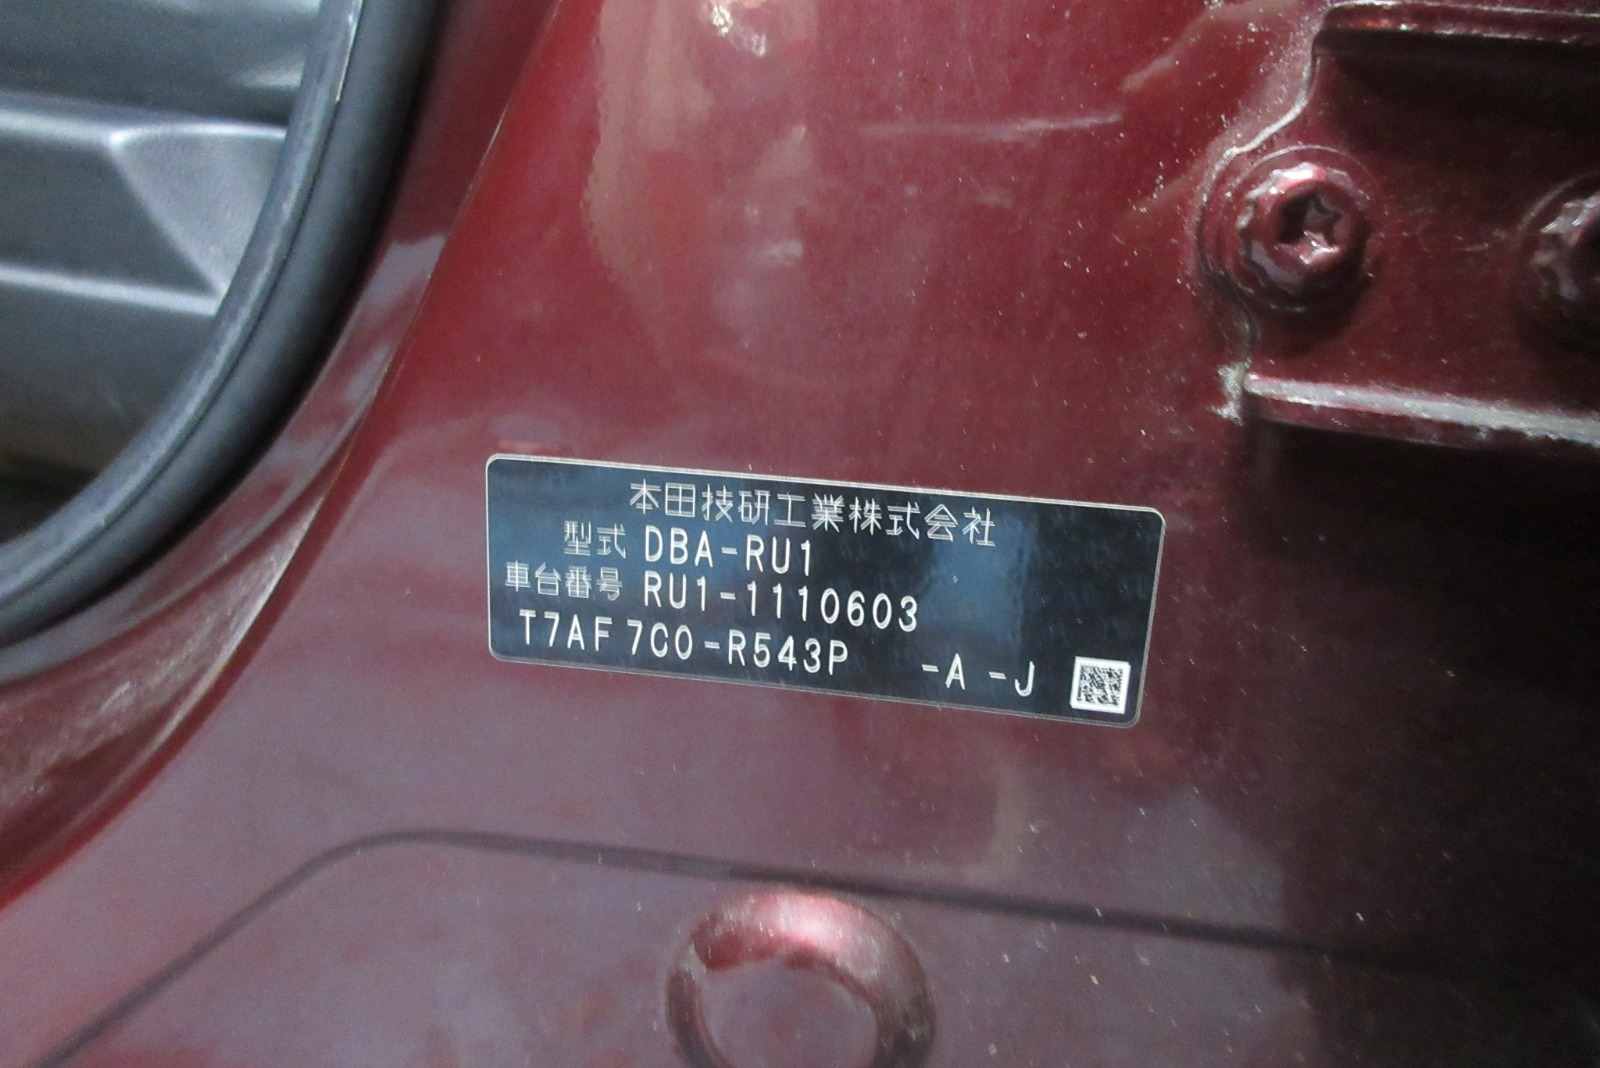 本田技研工業株式会社
型式 DBA-RU1
車台番号 RU1-1110603
T7AF7C0-R543P -A -J